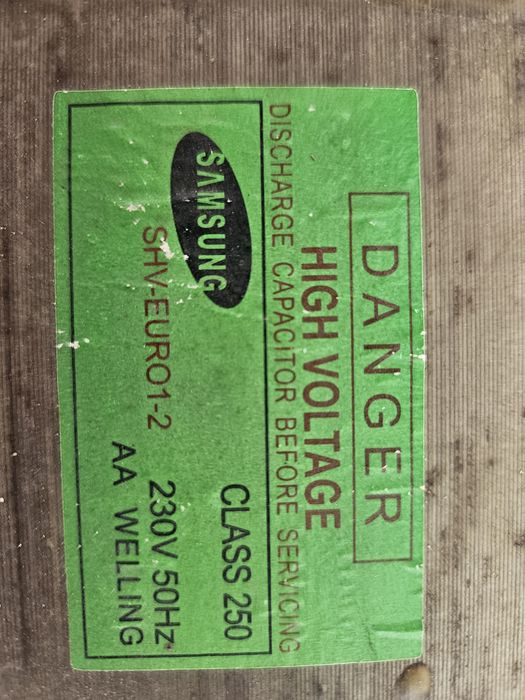 DANGER
HIGH VOLTAGE
DISCHARGE CAPACITOR BEFORE SERVICING
SAMSUNG
CLASS 250
SHV-EURO1-2
230V 50Hz
AA WELLING